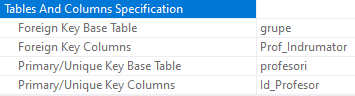 Tables And Columns Specification
Foreign Key Base Table grupe
Foreign Key Columns Prof_Indrumator
Primary/Unique Key Base Table profesori
Primary/Unique Key Columns Id_Profesor